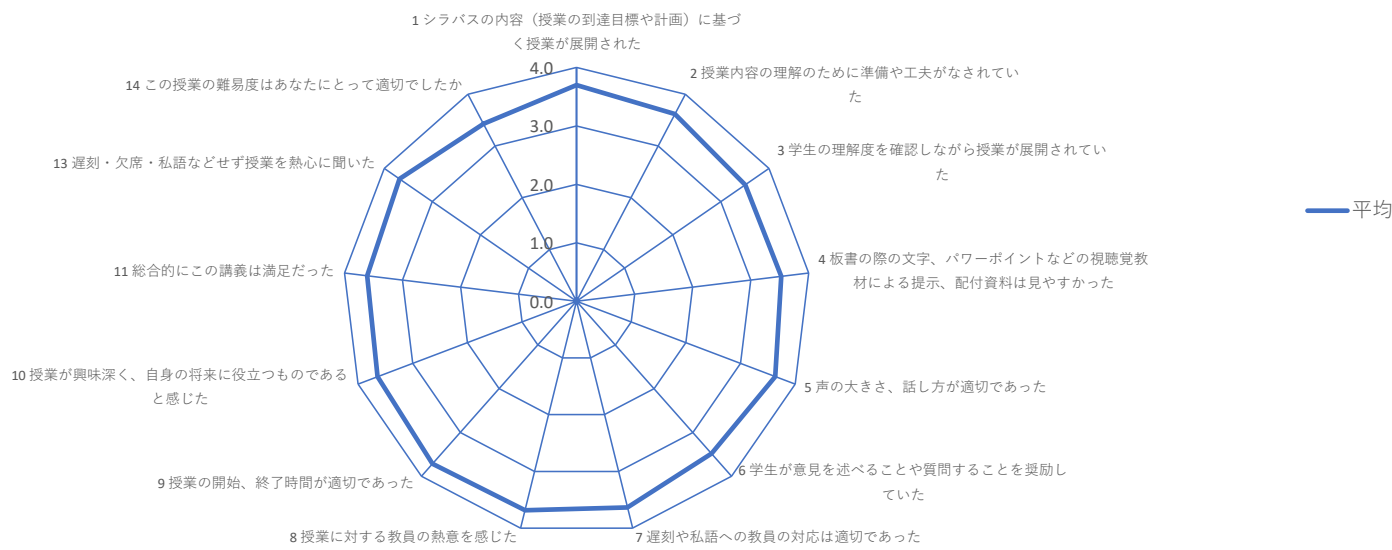 1 シラバスの内容（授業の到達目標や計画）に基づ
く授業が展開された
2 授業内容の理解のために準備や工夫がなされてい
た
3 学生の理解度を確認しながら授業が展開されてい
た
4 板書の際の文字、パワーポイントなどの視聴覚教
材による提示、配付資料は見やすかった
5 声の大きさ、話し方が適切であった
6 学生が意見を述べることや質問することを奨励し
ていた
7 遅刻や私語への教員の対応は適切であった
8 授業に対する教員の熱意を感じた
9 授業の開始、終了時間が適切であった
10 授業が興味深く、自身の将来に役立つものである
と感じた
11 総合的にこの講義は満足だった
13 遅刻・欠席・私語などせず授業を熱心に聞いた
14 この授業の難易度はあなたにとって適切でしたか
4.0
3.0
2.0
1.0
0.0
平均